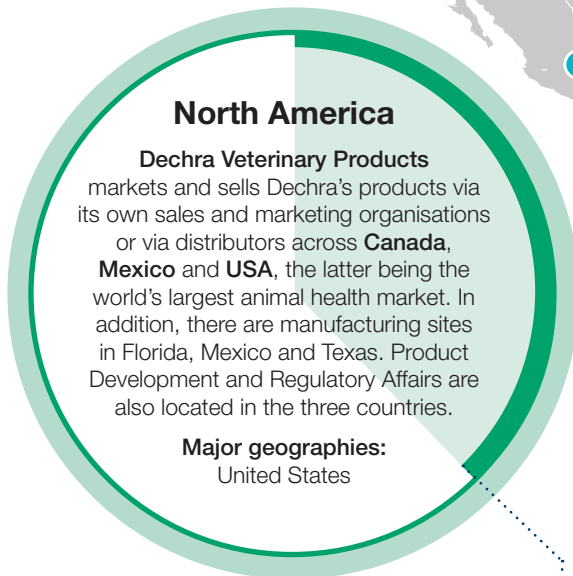 North America
Dechra Veterinary Products
markets and sells Dechra’s products via
its own sales and marketing organisations
or via distributors across Canada,
Mexico and USA, the latter being the
world’s largest animal health market. In
addition, there are manufacturing sites
in Florida, Mexico and Texas. Product
Development and Regulatory Affairs are
also located in the three countries.
Major geographies:
United States